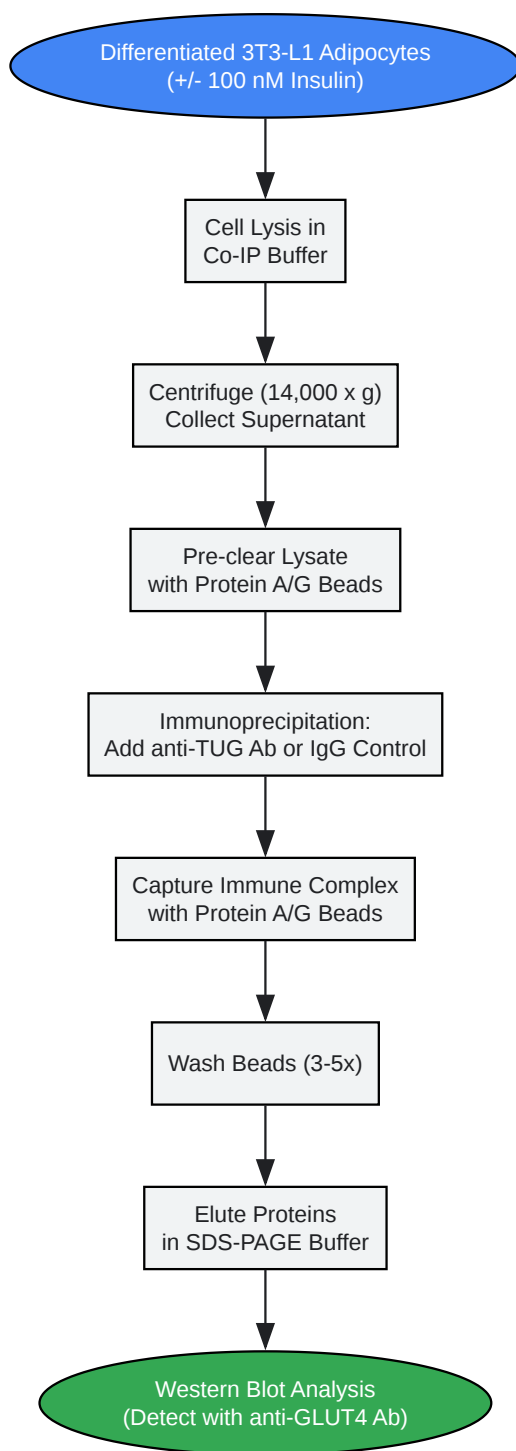 Differentiated 3T3-L1 Adipocytes
(+/- 100 nM Insulin)
Cell Lysis in
Co-IP Buffer
Centrifuge (14,000 x g)
Collect Supernatant
Pre-clear Lysate
with Protein A/G Beads
Immunoprecipitation:
Add anti-TUG Ab or IgG Control
Capture Immune Complex
with Protein A/G Beads
Wash Beads (3-5x)
Elute Proteins
in SDS-PAGE Buffer
Western Blot Analysis
(Detect with anti-GLUT4 Ab)